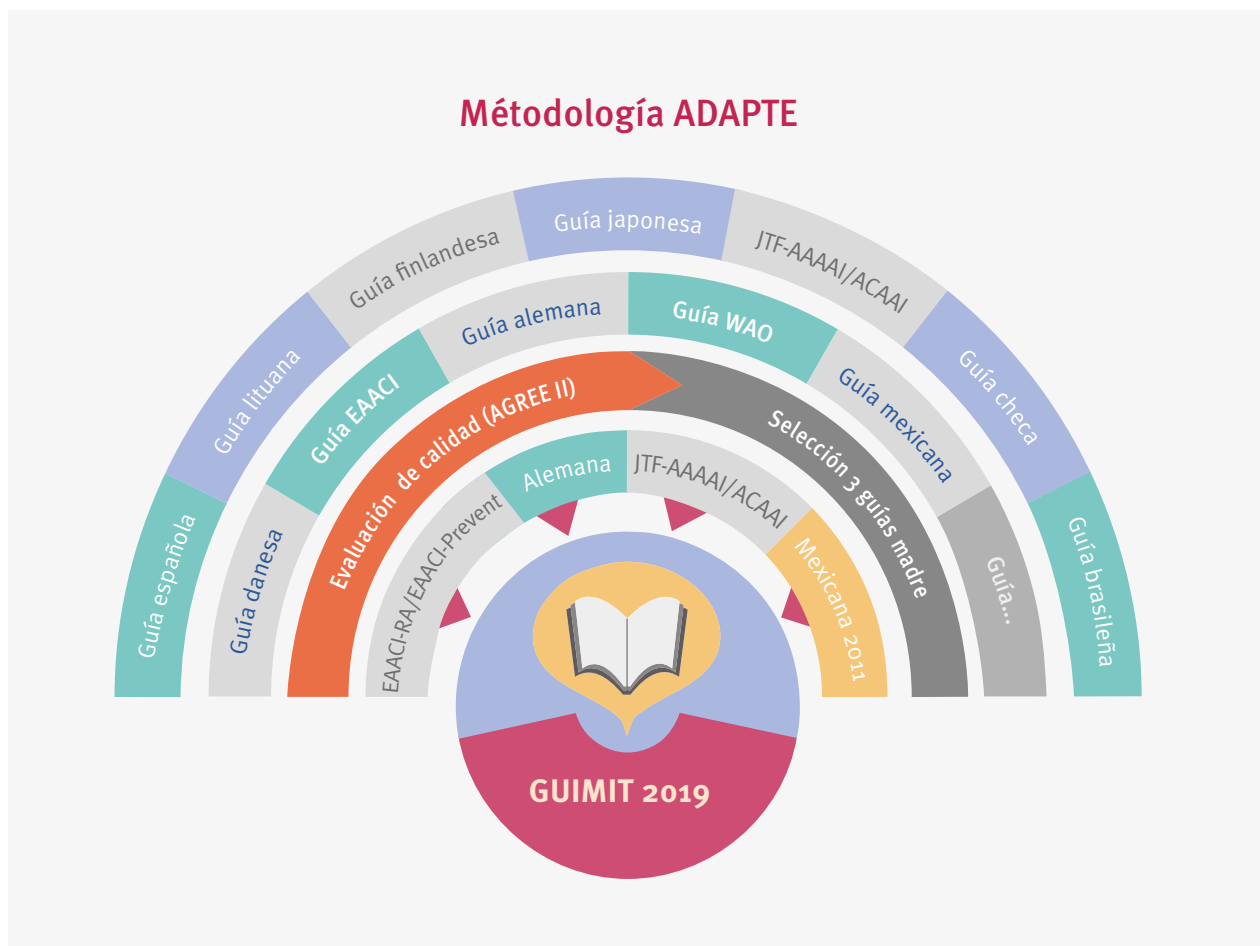 Métodología ADAPTE
Guía española
Guía lituana
Guía finlandesa
Guía japonesa
JTF-AAAAI/ACAAI
Guía checa
Guía brasileña
Guía danesa
Guía EAACI
Guía alemana
Guía WAO
Guía mexicana
Guía...
Evaluación de calidad (AGREE II)
Selección 3 guías madre
EAACI-RA/EAACI-Prevent
Alemana
JTF-AAAAI/ACAAI
Mexicana 2011
GUIMIT 2019